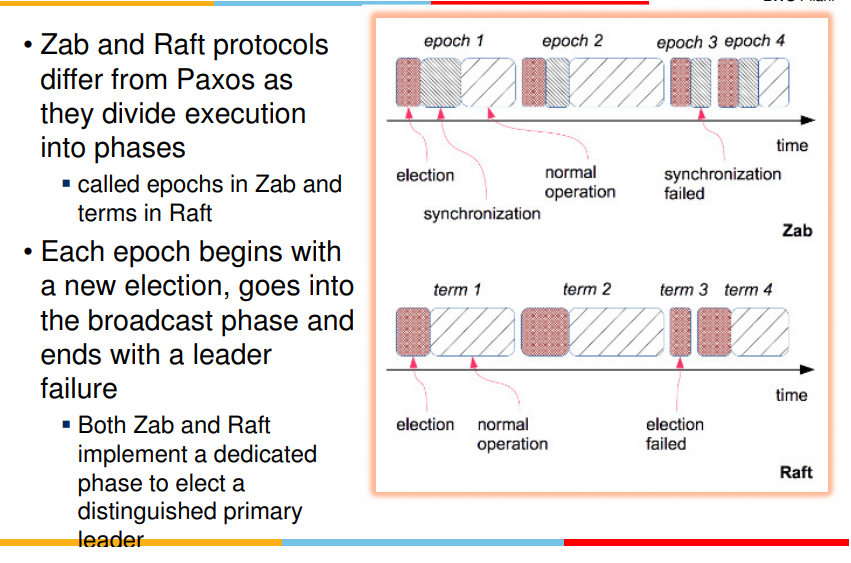 • Zab and Raft protocols
differ from Paxos as
they divide execution
into phases
▪ called epochs in Zab and
terms in Raft
• Each epoch begins with
a new election, goes into
the broadcast phase and
ends with a leader
failure
▪ Both Zab and Raft
implement a dedicated
phase to elect a
distinguished primary
leader
epoch 1 epoch 2 epoch 3 epoch 4
time
election
normal
operation
synchronization
failed
synchronization
Zab
term 1 term 2 term 3 term 4
time
election
normal
operation
election
failed
Raft